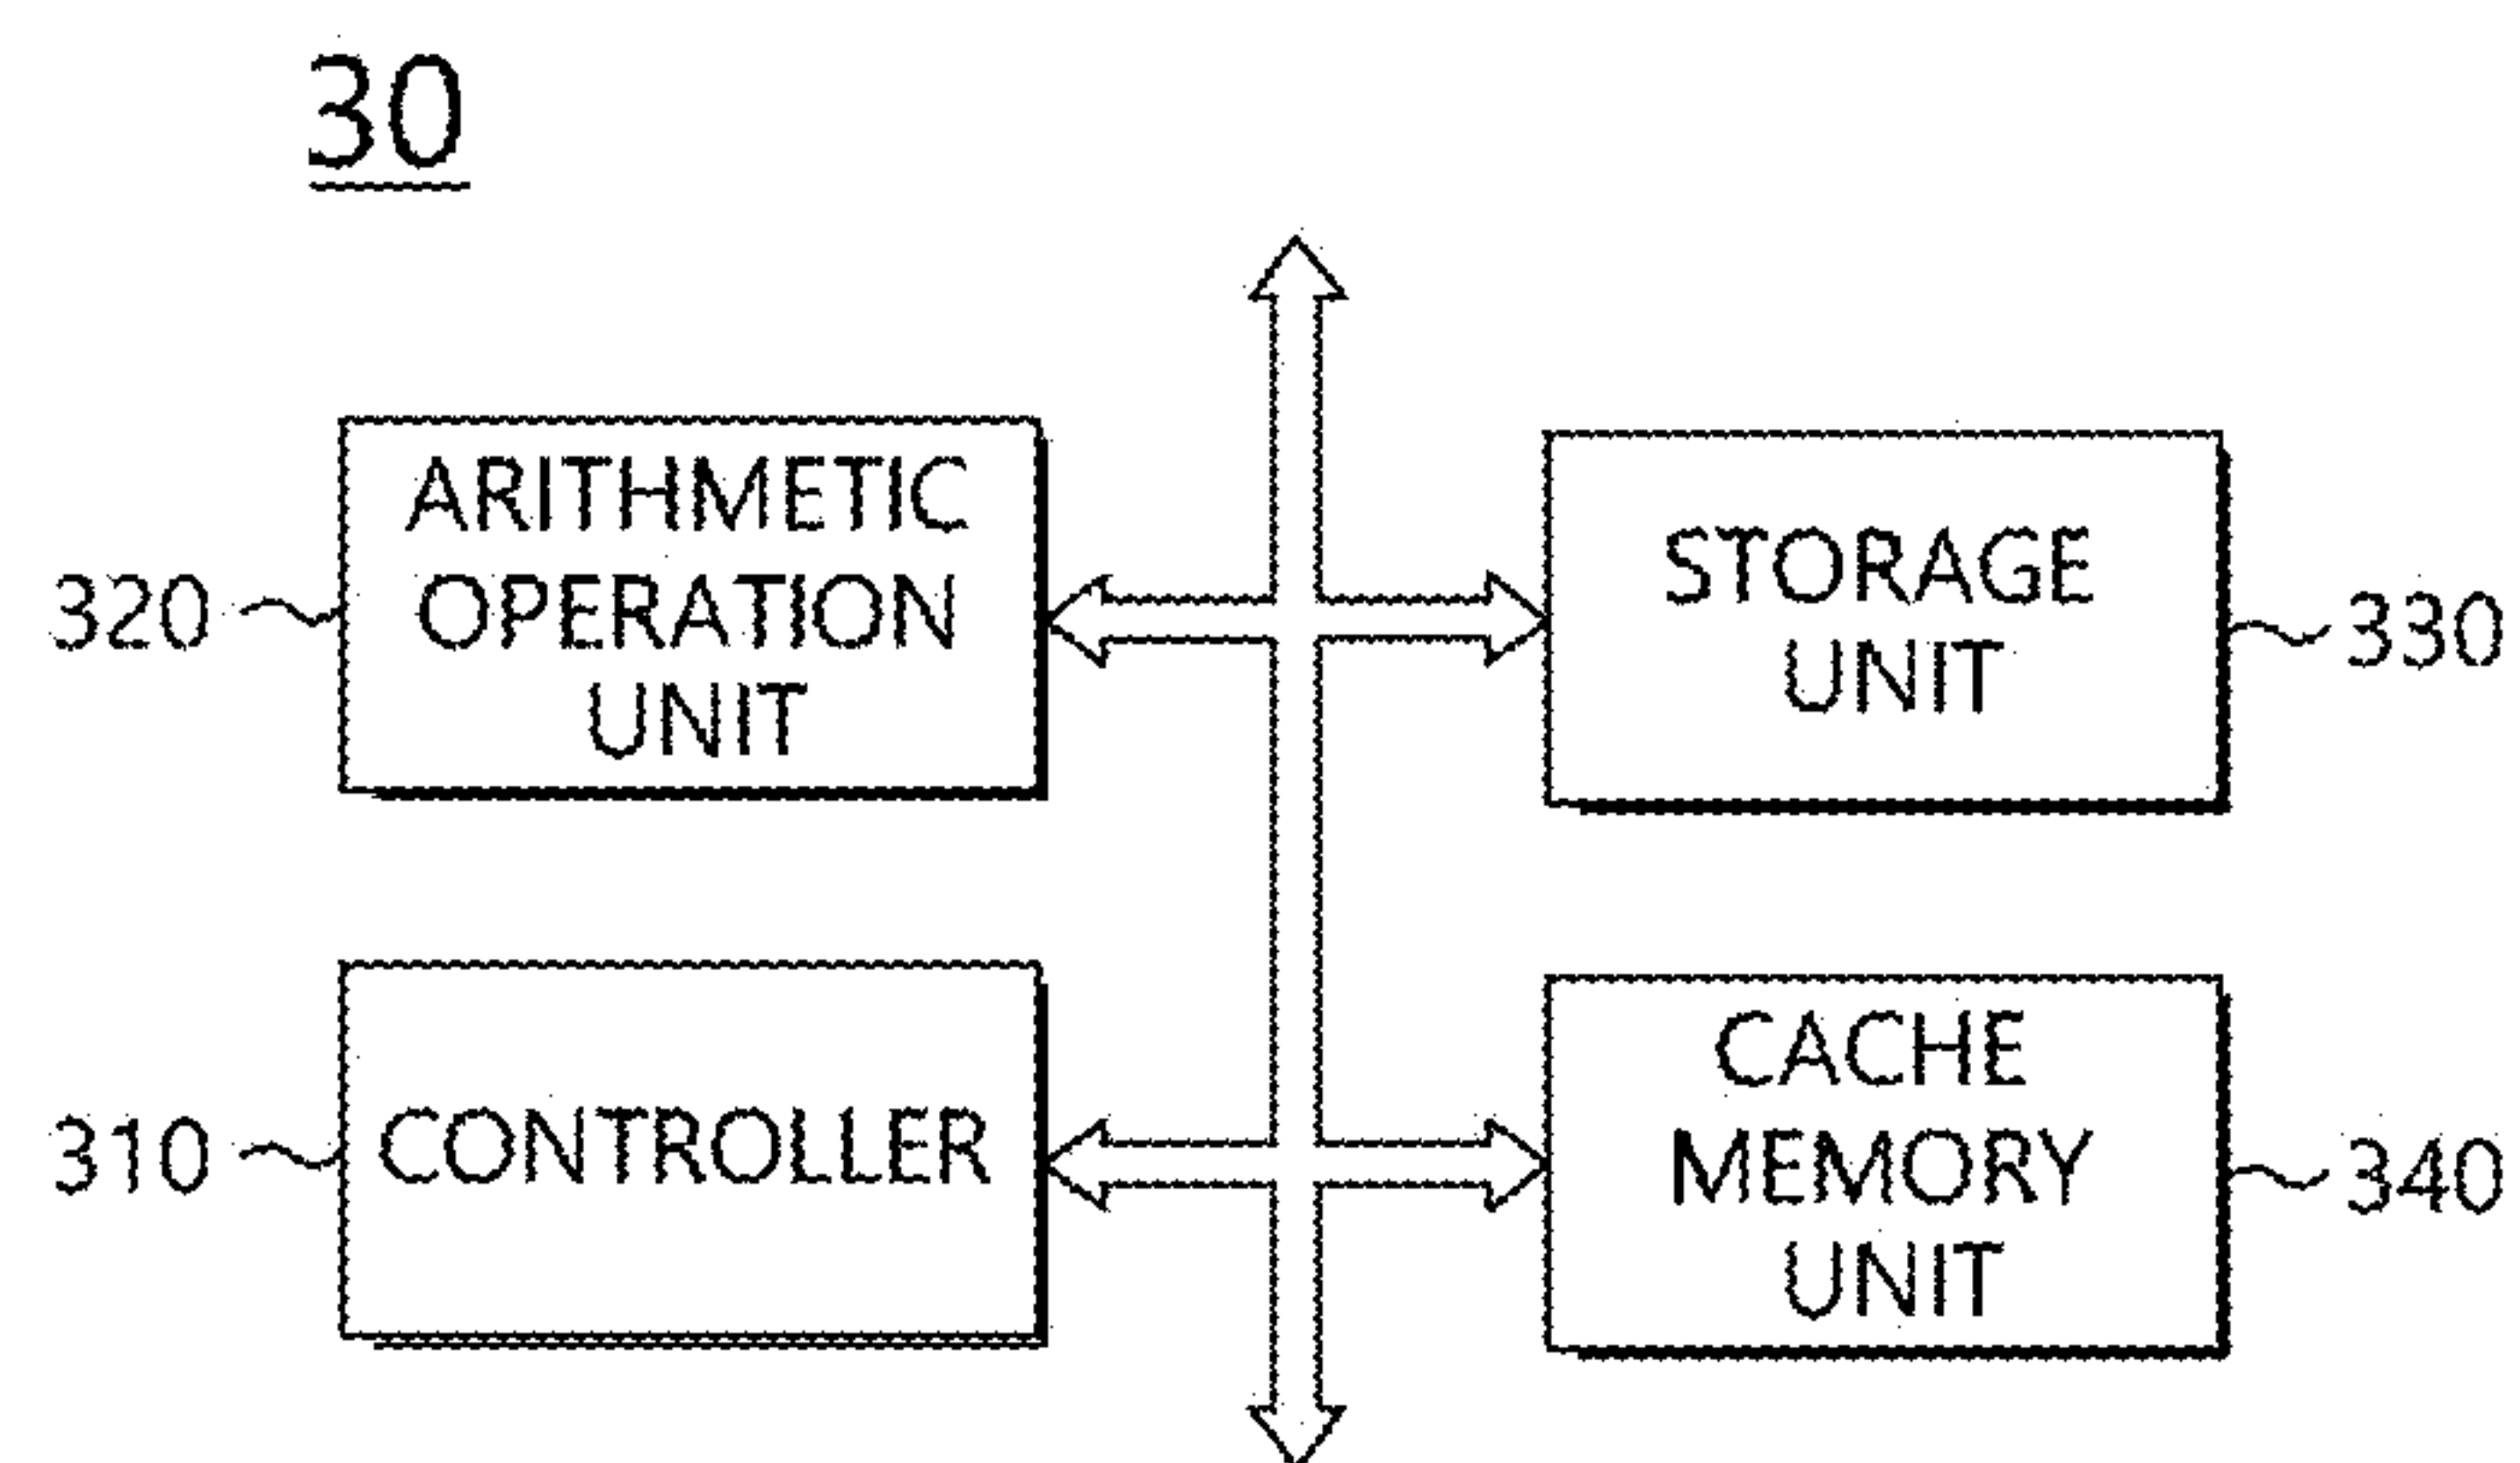 30
320
ARITHMETIC
OPERATION
UNIT
STORAGE
UNIT
330
310
CONTROLLER
CACHE
MEMORY
UNIT
340